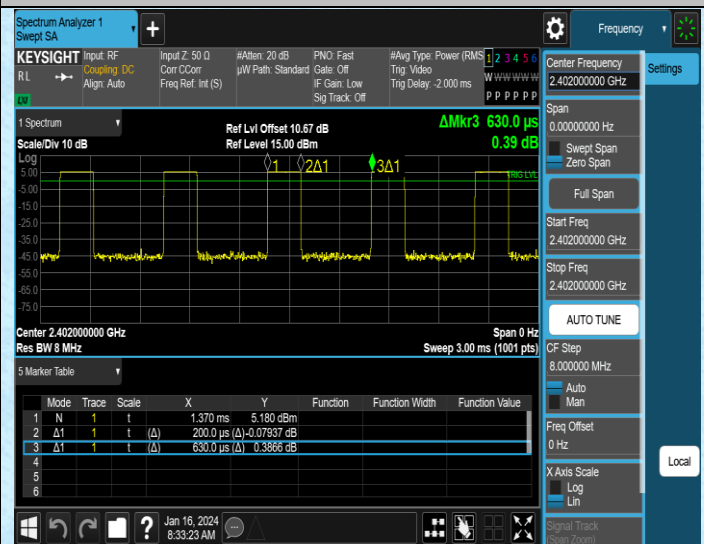 Spectrum Analyzer 1
Swept SA
+
Frequency
KEYSIGHT
RL
LXI
Input: RF
Coupling: DC
Align: Auto
Input Z: 50 Ω
Corr CCorr
Freq Ref: Int (S)
#Atten: 20 dB
µW Path: Standard
PNO: Fast
Gate: Off
IF Gain: Low
Sig Track: Off
#Avg Type: Power (RMS
Trig: Video
Trig Delay: -2.000 ms
1 2 3 4 5 6
W W W W W W
P P P P P P
1 Spectrum
Scale/Div 10 dB
Ref Lvl Offset 10.67 dB
Ref Level 15.00 dBm
ΔMkr3 630.0 µs
0.39 dB
Log
1
2Δ1
3Δ1
TRIG LVL
5.00
-5.00
-15.0
-25.0
-35.0
-45.0
-55.0
-65.0
-75.0
Center 2.402000000 GHz
Res BW 8 MHz
Span 0 Hz
Sweep 3.00 ms (1001 pts)
5 Marker Table
Mode Trace Scale X Y Function Function Width Function Value
1 N 1 t 1.370 ms 5.180 dBm
2 Δ1 1 t (Δ) 200.0 µs (Δ) -0.07937 dB
3 Δ1 1 t (Δ) 630.0 µs (Δ) 0.3866 dB
4
5
6
?
Jan 16, 2024
8:33:23 AM
Center Frequency
2.402000000 GHz
Span
0.00000000 Hz
Swept Span
Zero Span
Full Span
Start Freq
2.402000000 GHz
Stop Freq
2.402000000 GHz
AUTO TUNE
CF Step
8.000000 MHz
Auto
Man
Freq Offset
0 Hz
X Axis Scale
Log
Lin
Signal Track
(Span Zoom)
Settings
Local